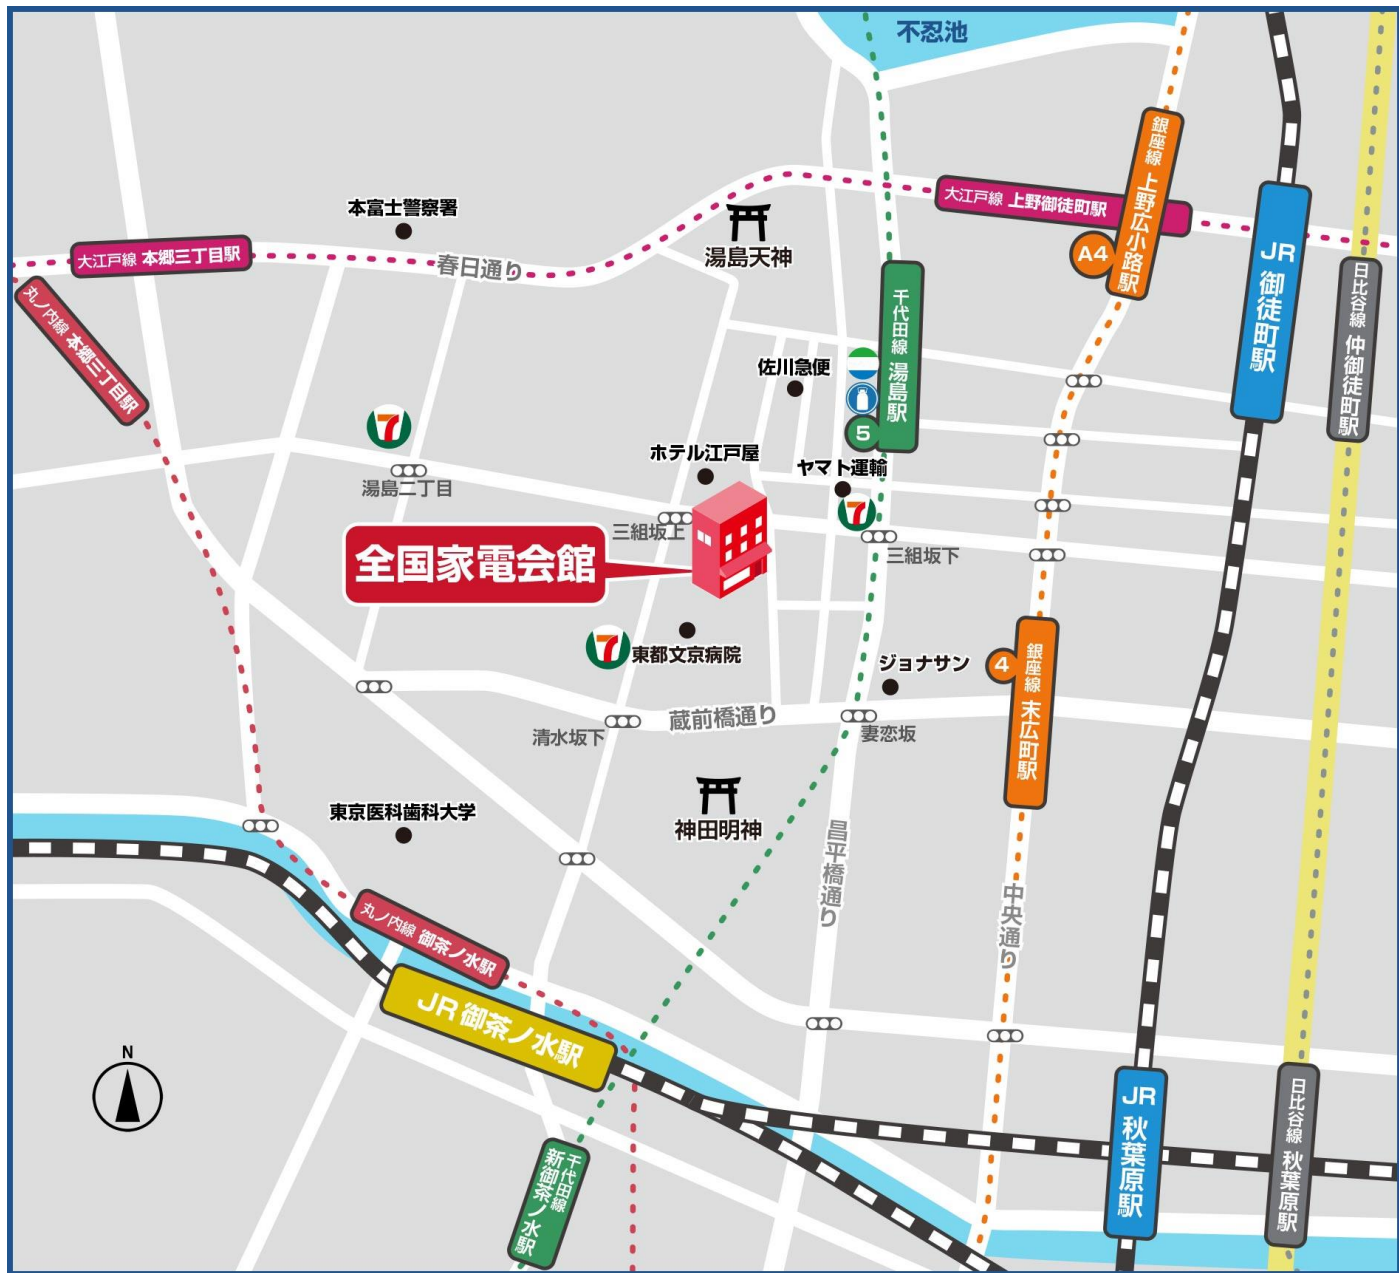 不忍池
銀座線 上野広小路駅
大江戸線 上野御徒町駅
本富士警察署
湯島天神
A4
JR 御徒町駅
大江戸線 本郷三丁目駅
春日通り
日比谷線 仲御徒町駅
丸ノ内線 本郷三丁目駅
千代田線 湯島駅
佐川急便
5
7
ホテル江戸屋
ヤマト運輸
湯島二丁目
7
三組坂上
三組坂下
全国家電会館
7
東都文京病院
ジョナサン
4
銀座線 末広町駅
蔵前橋通り
清水坂下
妻恋坂
神田明神
東京医科歯科大学
昌平橋通り
中央通り
丸ノ内線 御茶ノ水駅
JR 御茶ノ水駅
N
JR 秋葉原駅
日比谷線 秋葉原駅
千代田線
新御茶ノ水駅